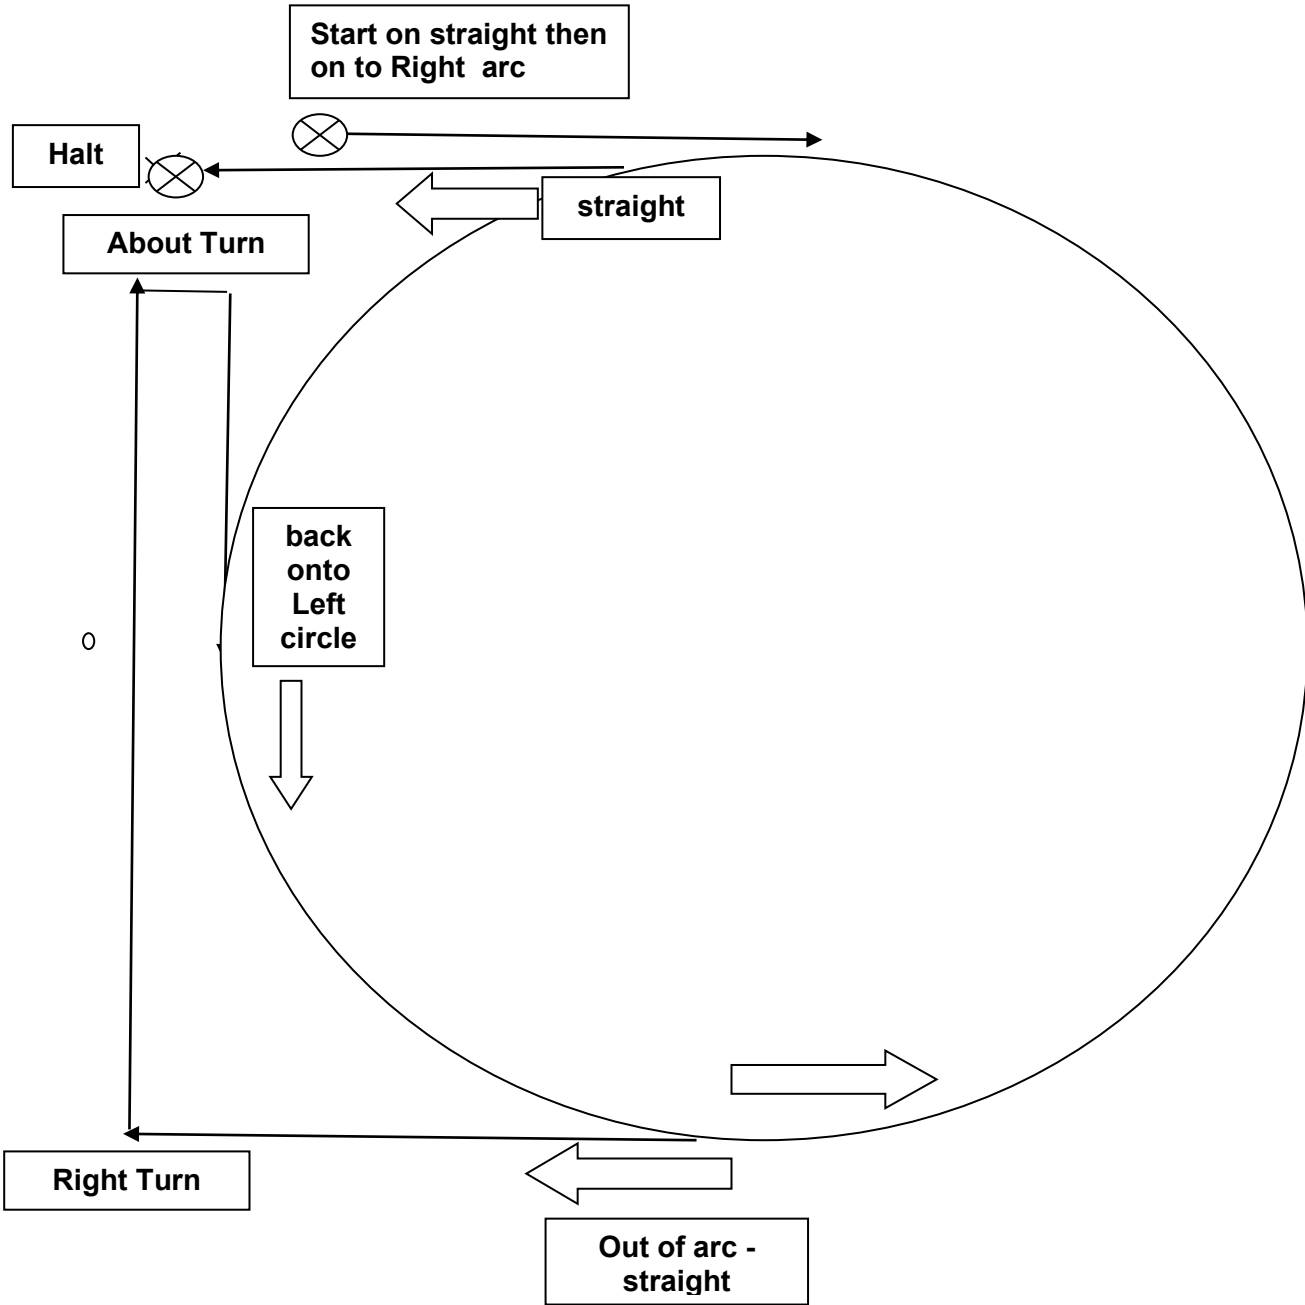 Start on straight then
on to Right arc
Halt
straight
About Turn
back
onto
Left
circle
Right Turn
Out of arc -
straight